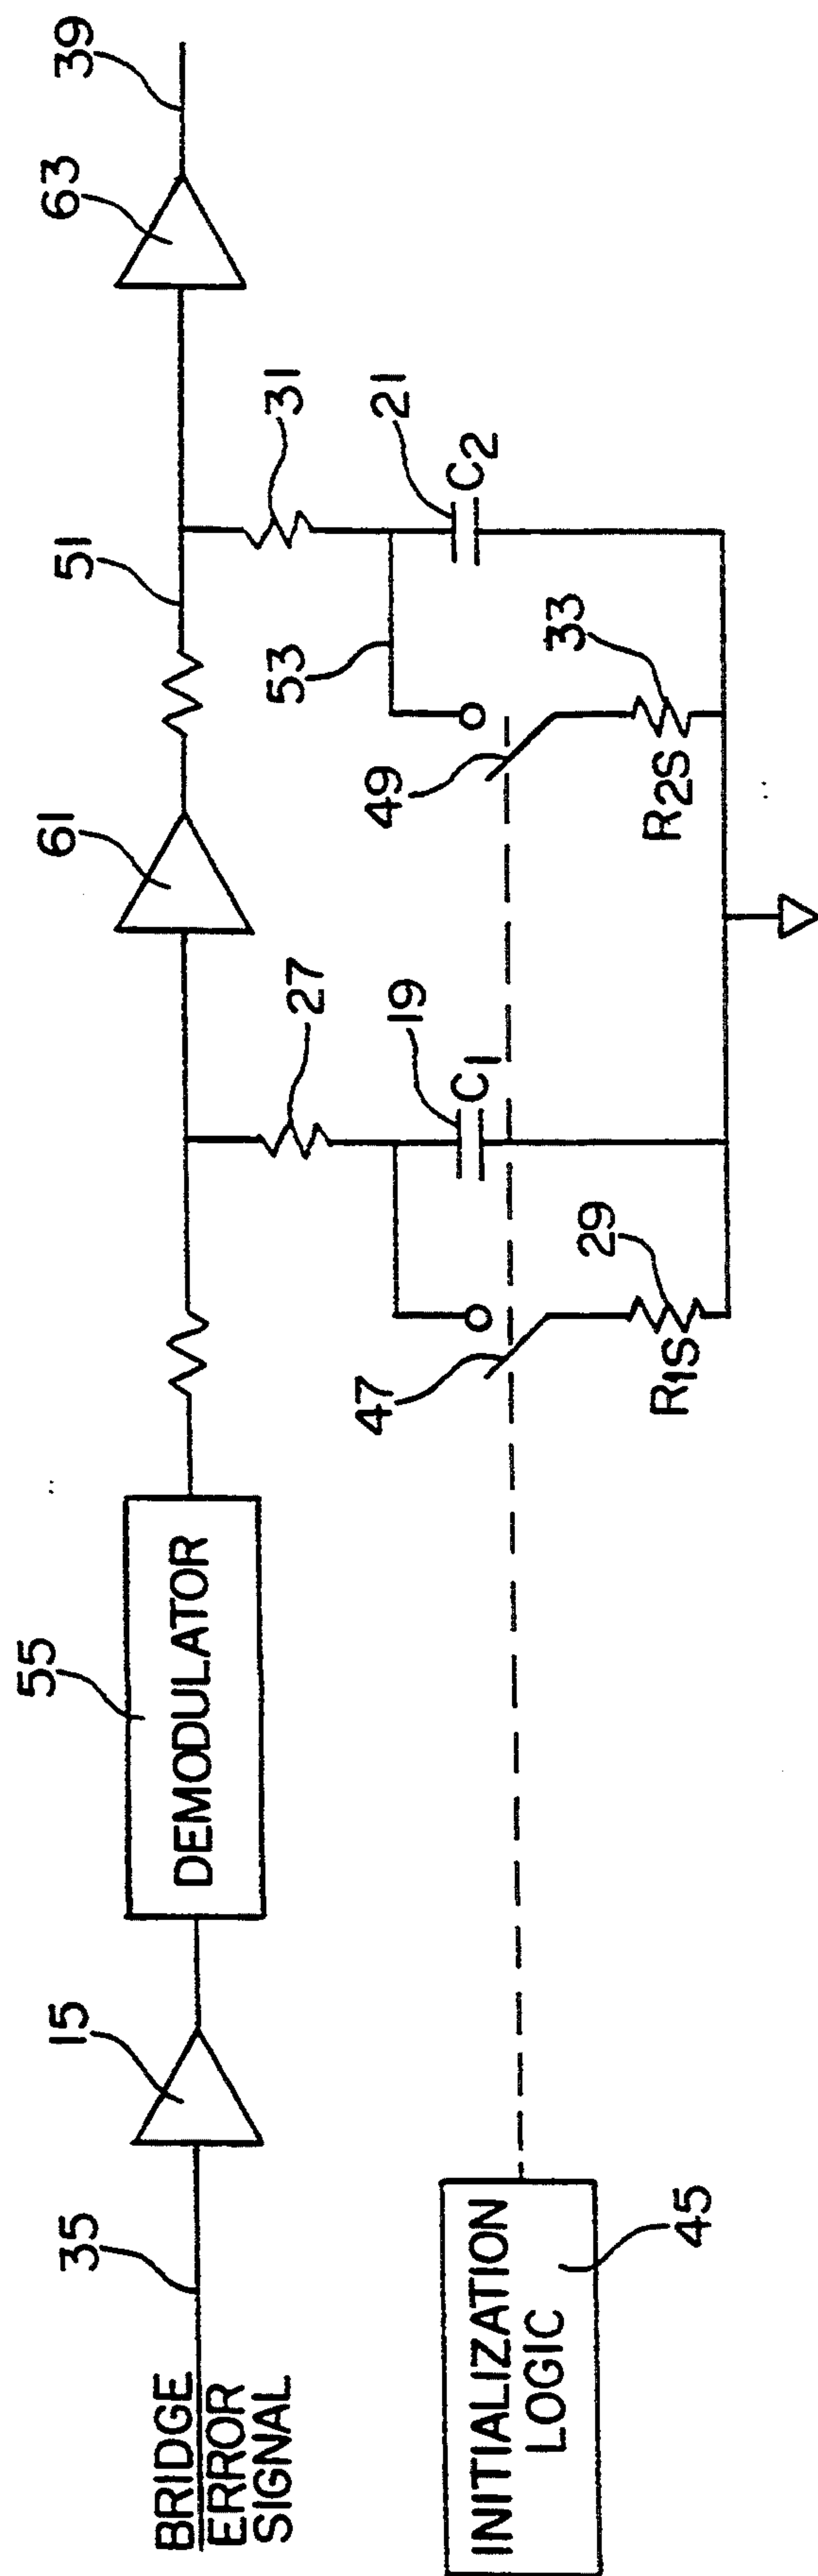 BRIDGE
ERROR
SIGNAL
35
15
55
DEMODULATOR
27
61
51
31
63
39
47
19
C1
53
49
21
C2
29
R1S
33
R2S
INITIALIZATION
LOGIC
45